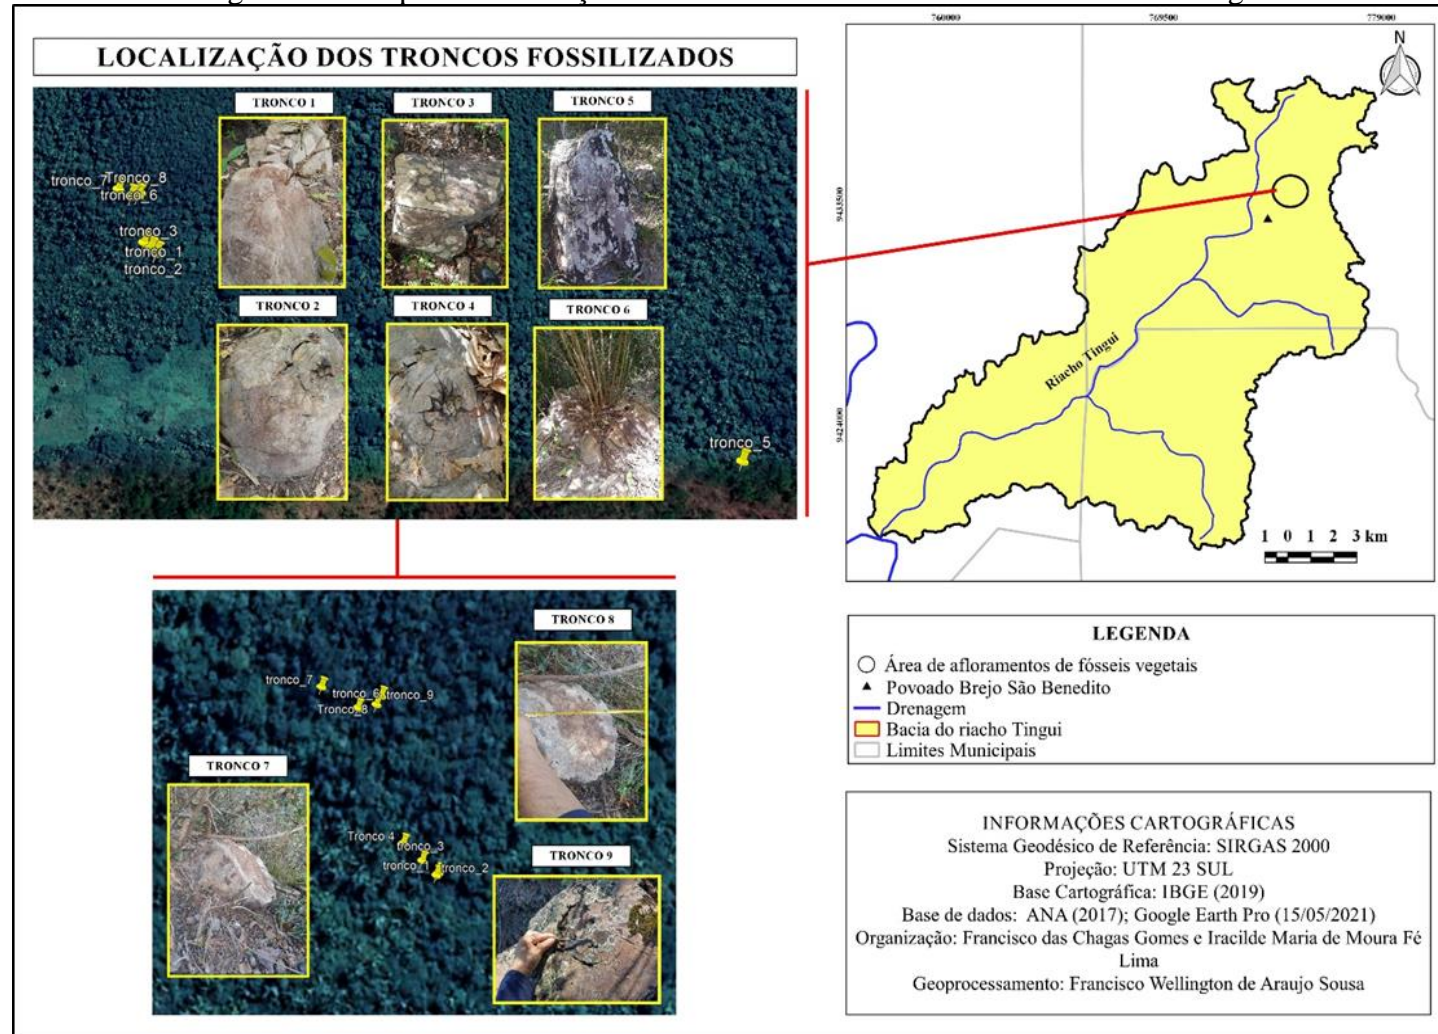 LOCALIZAÇÃO DOS TRONCOS FOSSILIZADOS
TRONCO 1
TRONCO 3
TRONCO 5
tronco_7
Tronco_8
tronco_6
tronco_3
tronco_1
tronco_2
TRONCO 2
TRONCO 4
TRONCO 6
tronco_5
TRONCO 8
tronco_7
tronco_6
tronco_9
Tronco_8
TRONCO 7
Tronco 4
tronco_3
tronco_1
tronco_2
TRONCO 9
760000
769500
779000
N
9433500
9424000
Riacho Tingui
1 0 1 2 3 km
LEGENDA
Área de afloramentos de fósseis vegetais
Povoado Brejo São Benedito
Drenagem
Bacia do riacho Tingui
Limites Municipais
INFORMAÇÕES CARTOGRÁFICAS
Sistema Geodésico de Referência: SIRGAS 2000
Projeção: UTM 23 SUL
Base Cartográfica: IBGE (2019)
Base de dados: ANA (2017); Google Earth Pro (15/05/2021)
Organização: Francisco das Chagas Gomes e Iracilde Maria de Moura Fé
Lima
Geoprocessamento: Francisco Wellington de Araujo Sousa